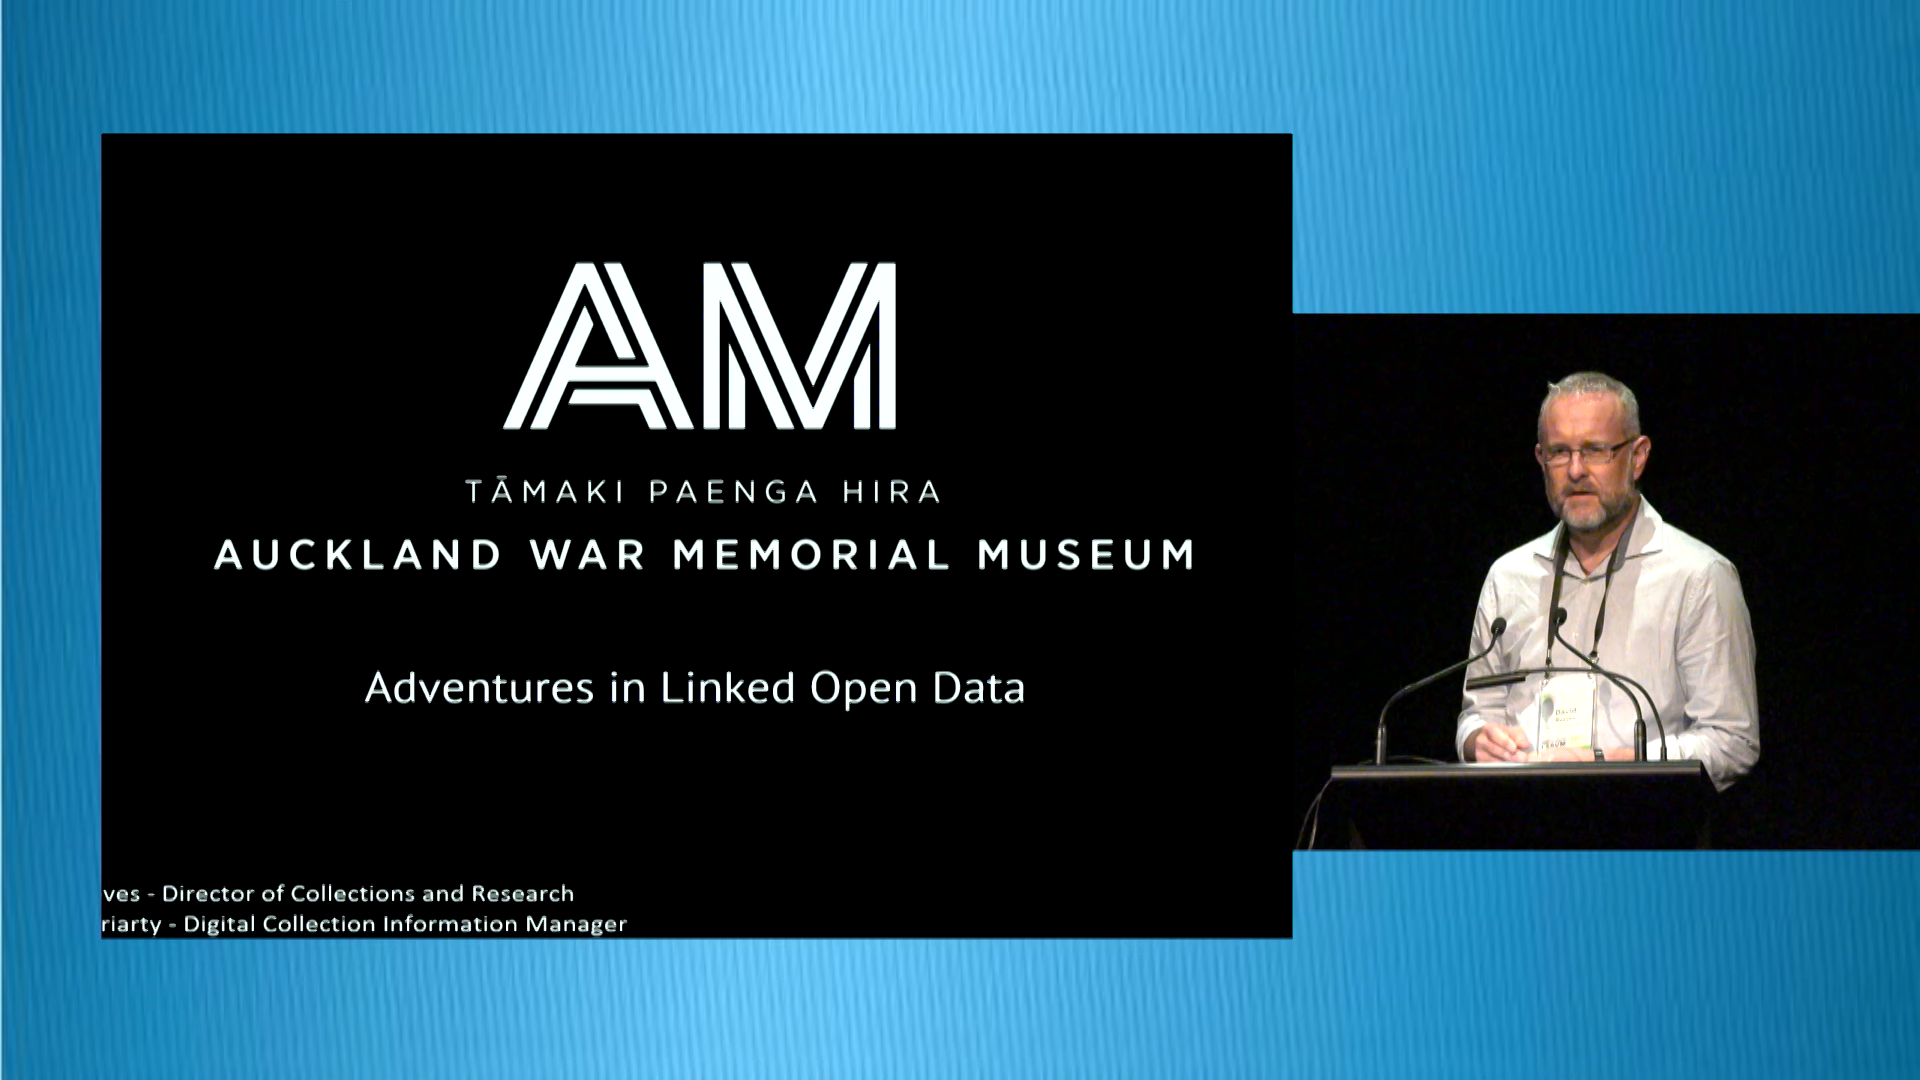 AM
TĀMAKI PAENGA HIRA
AUCKLAND WAR MEMORIAL MUSEUM
Adventures in Linked Open Data
ves - Director of Collections and Research
riarty - Digital Collection Information Manager
David